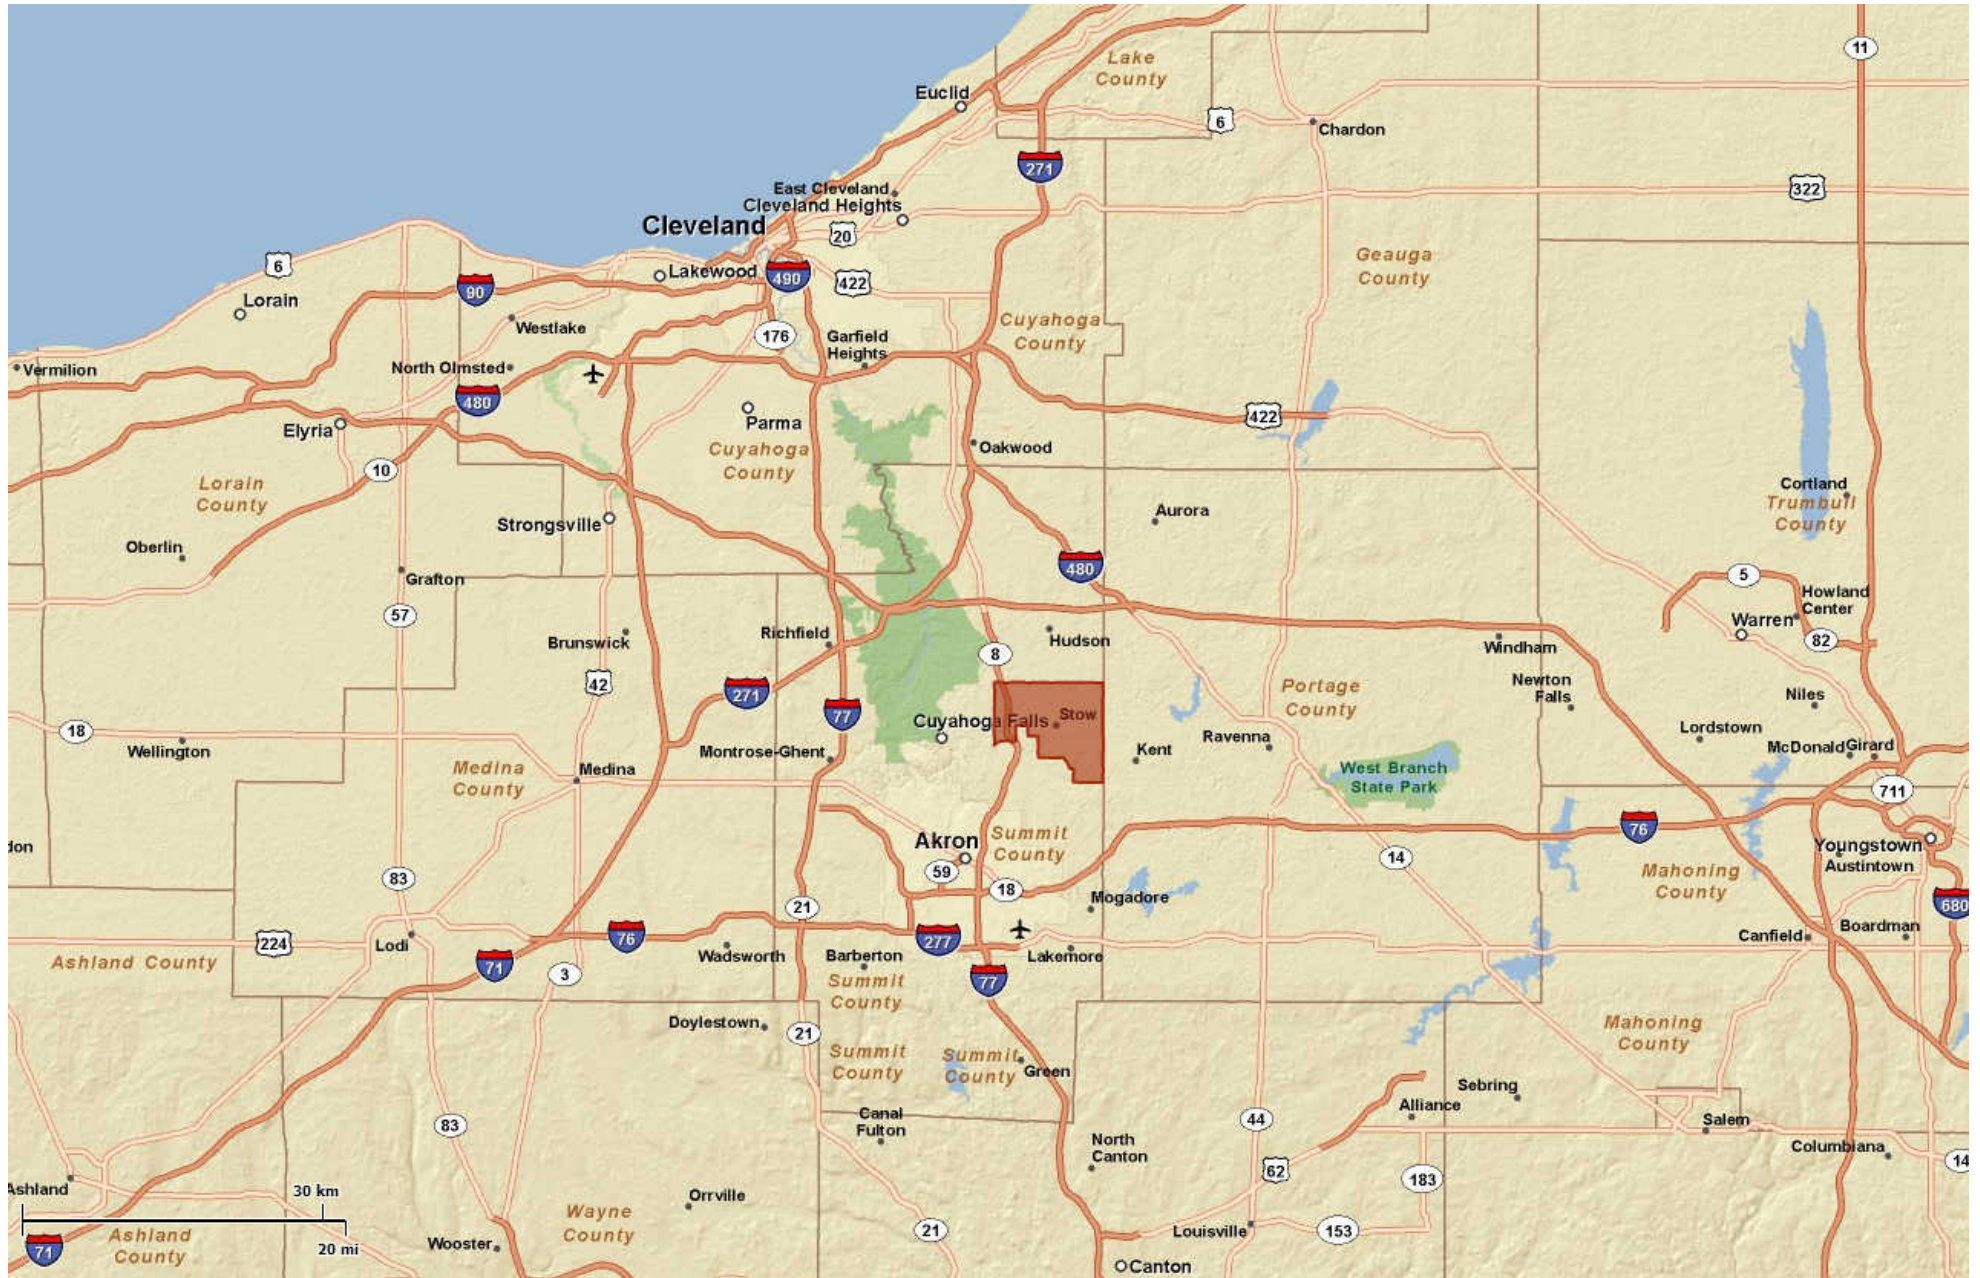 Lake
County
11
Euclid
6
Chardon
271
322
East Cleveland
Cleveland Heights
Cleveland
20
6
Lakewood
490
422
Geauga
County
90
Lorain
Westlake
176
Garfield
Heights
Cuyahoga
County
Vermilion
North Olmsted
480
Parma
422
Elyria
Cuyahoga
County
Oakwood
10
Lorain
County
Cortland
Trumbull
County
Strongsville
Aurora
Oberlin
Grafton
480
5
Howland
Center
57
Warren
82
Brunswick
Richfield
8
Hudson
Windham
42
271
77
Portage
County
Newton
Falls
Niles
18
Wellington
Cuyahoga Falls
Stow
Lordstown
Montrose-Ghent
Kent
Ravenna
McDonald
Girard
Medina
County
Medina
West Branch
State Park
711
don
Akron
Summit
County
76
Youngstown
Austintown
14
83
59
18
Mahoning
County
21
Mogadore
680
224
Lodi
76
277
Canfield
Boardman
Ashland County
71
3
Wadsworth
Barberton
Lakemore
Summit
County
77
Doylestown
21
Mahoning
County
Summit
County
Summit
County
Green
Sebring
Alliance
83
Canal
Fulton
44
Salem
North
Canton
62
Columbiana
14
183
Ashland
30 km
20 mi
Orrville
Wayne
County
Ashland
County
71
Wooster
21
Louisville
153
Canton